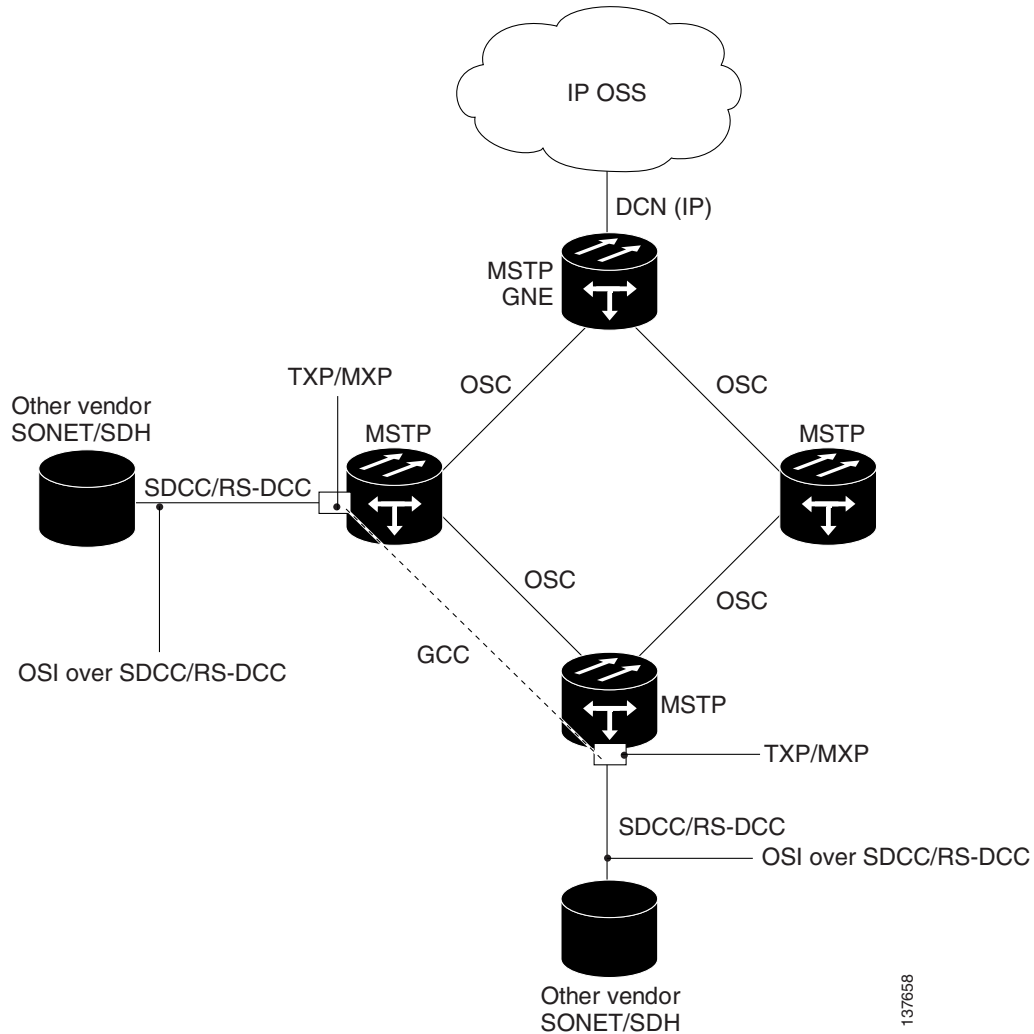 IP OSS
DCN (IP)
MSTP
GNE
TXP/MXP
OSC
OSC
Other vendor
SONET/SDH
MSTP
MSTP
SDCC/RS-DCC
OSC
OSC
GCC
OSI over SDCC/RS-DCC
MSTP
TXP/MXP
SDCC/RS-DCC
OSI over SDCC/RS-DCC
Other vendor
SONET/SDH
137658